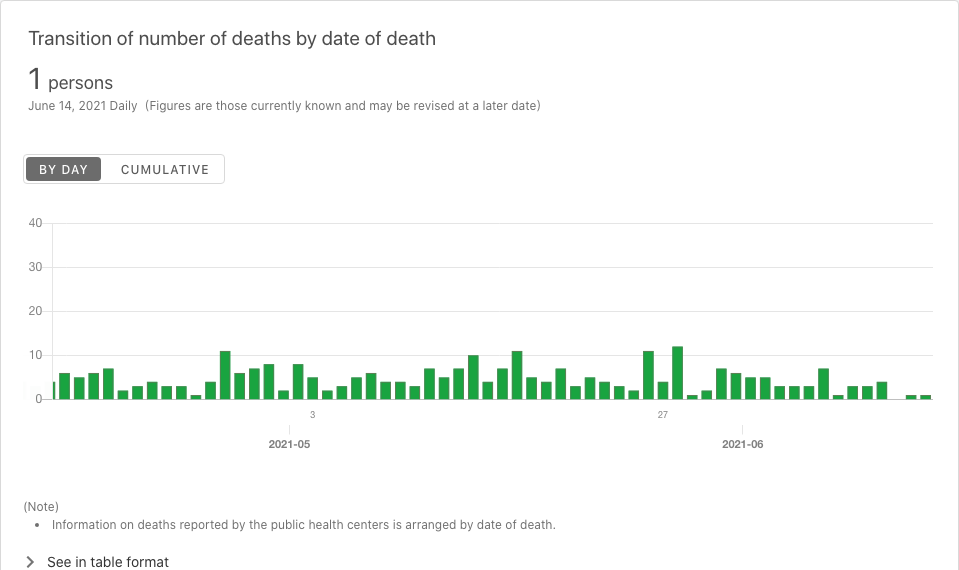 Transition of number of deaths by date of death
1 persons
June 14, 2021 Daily (Figures are those currently known and may be revised at a later date)
BY DAY CUMULATIVE
40
30
20
10
0
3 27
2021-05 2021-06
(Note)
• Information on deaths reported by the public health centers is arranged by date of death.
See in table format